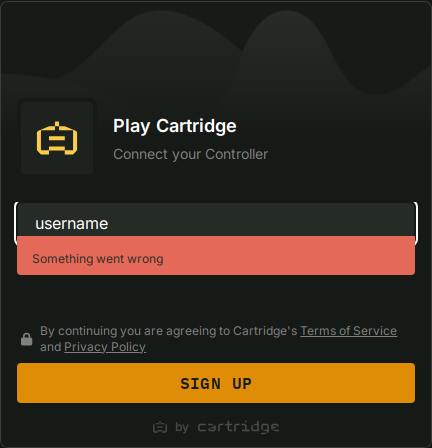 Play Cartridge
Connect your Controller
username
Something went wrong
By continuing you are agreeing to Cartridge's Terms of Service
and Privacy Policy
SIGN UP
by cartridge